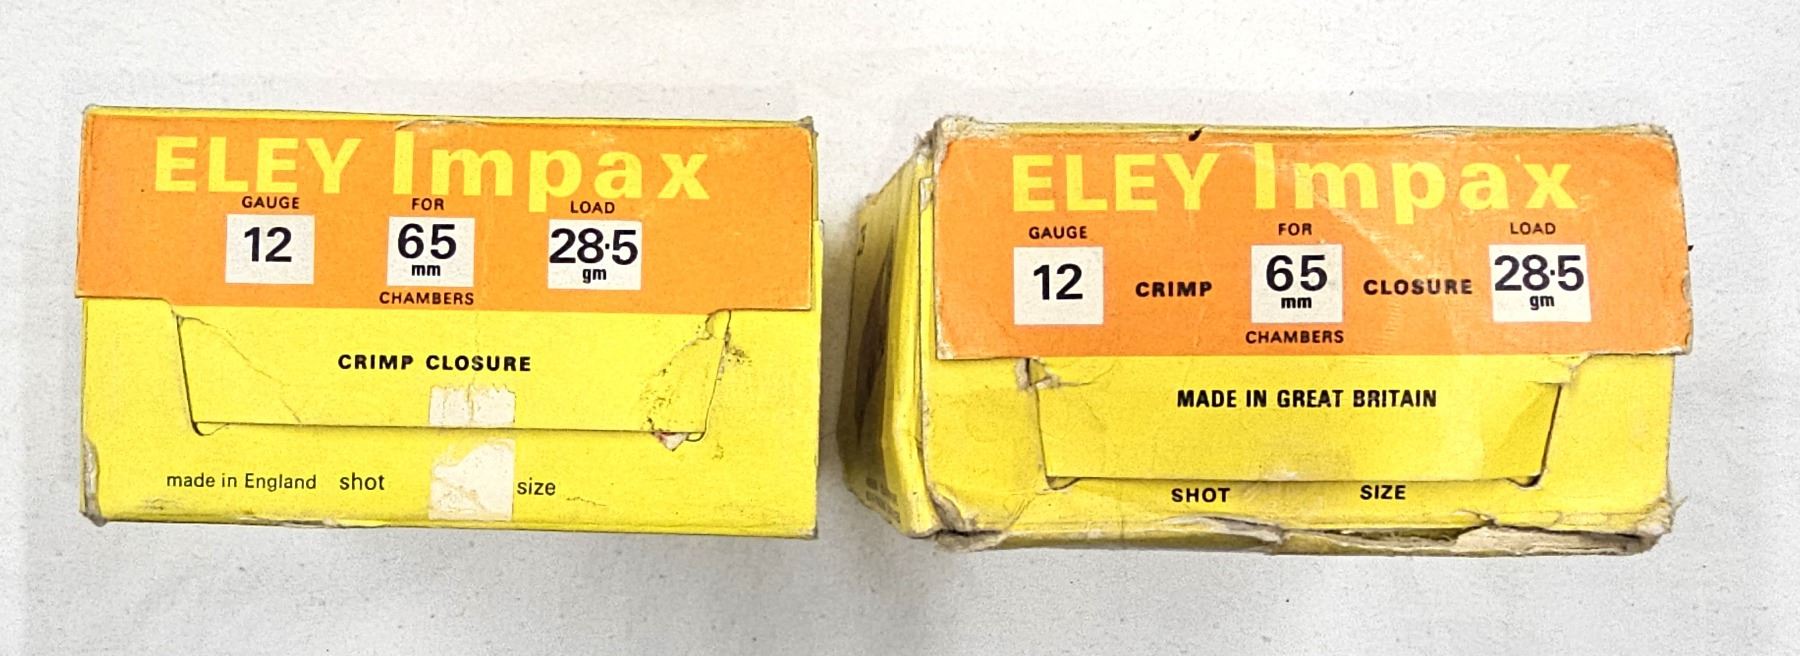 ELEY Impax
GAUGE FOR LOAD
12 65 mm 28·5 gm
CHAMBERS
CRIMP CLOSURE
made in England shot size
ELEY Impax
GAUGE FOR LOAD
12 CRIMP 65 mm CLOSURE 28·5 gm
CHAMBERS
MADE IN GREAT BRITAIN
SHOT SIZE